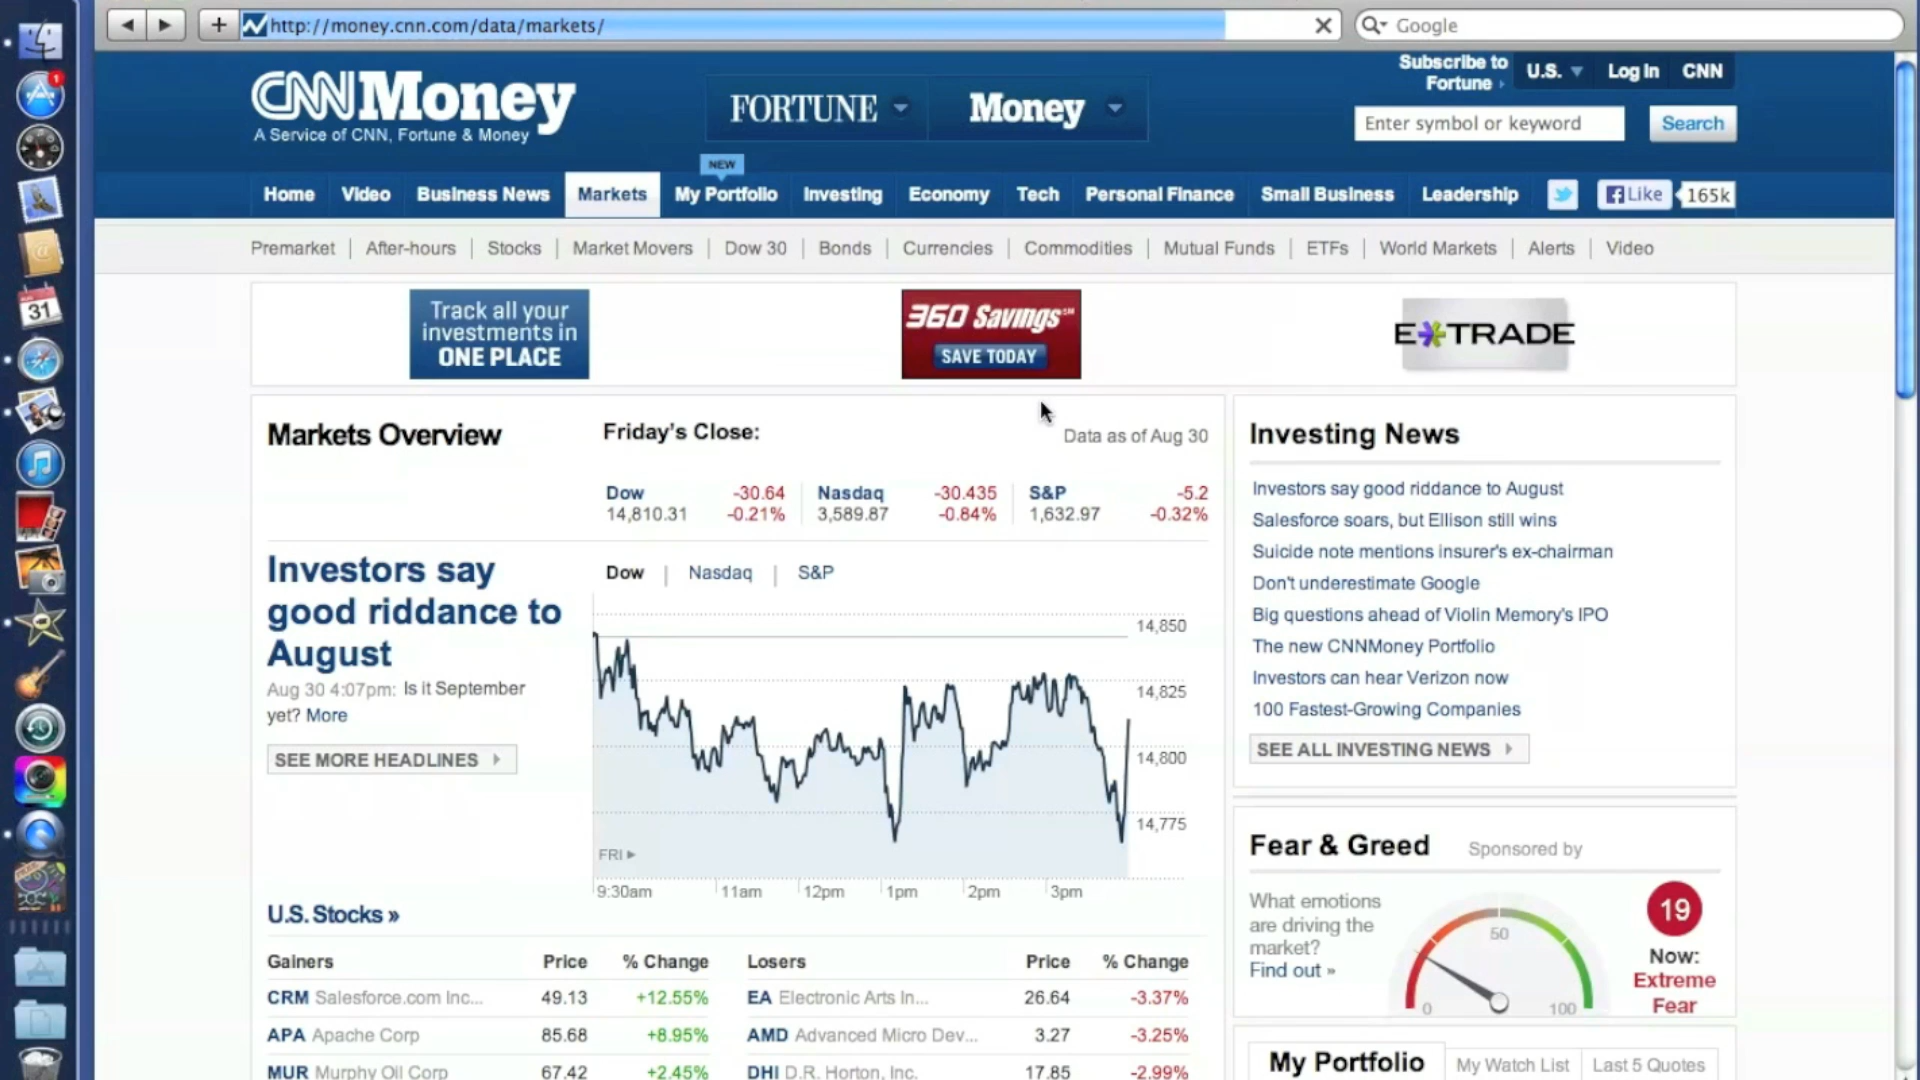 http://money.cnn.com/data/markets/
Google
CNNMoney
A Service of CNN, Fortune & Money
FORTUNE
Money
Subscribe to
Fortune
U.S.
Log In
CNN
Enter symbol or keyword
Search
NEW
Home
Video
Business News
Markets
My Portfolio
Investing
Economy
Tech
Personal Finance
Small Business
Leadership
Like
165k
Premarket
After-hours
Stocks
Market Movers
Dow 30
Bonds
Currencies
Commodities
Mutual Funds
ETFs
World Markets
Alerts
Video
Track all your
investments in
ONE PLACE
360 Savings℠
SAVE TODAY
E*TRADE
Markets Overview
Friday's Close:
Data as of Aug 30
Dow -30.64
14,810.31 -0.21%
Nasdaq -30.435
3,589.87 -0.84%
S&P -5.2
1,632.97 -0.32%
Investors say
good riddance to
August
Aug 30 4:07pm: Is it September
yet? More
SEE MORE HEADLINES
Dow | Nasdaq | S&P
14,850
14,825
14,800
14,775
FRI
9:30am 11am 12pm 1pm 2pm 3pm
U.S. Stocks »
Gainers Price % Change
CRM Salesforce.com Inc... 49.13 +12.55%
APA Apache Corp 85.68 +8.95%
MUR Murphy Oil Corp 67.42 +2.45%
Losers Price % Change
EA Electronic Arts In... 26.64 -3.37%
AMD Advanced Micro Dev... 3.27 -3.25%
DHI D.R. Horton, Inc. 17.85 -2.99%
Investing News
Investors say good riddance to August
Salesforce soars, but Ellison still wins
Suicide note mentions insurer's ex-chairman
Don't underestimate Google
Big questions ahead of Violin Memory's IPO
The new CNNMoney Portfolio
Investors can hear Verizon now
100 Fastest-Growing Companies
SEE ALL INVESTING NEWS
Fear & Greed
Sponsored by
What emotions
are driving the
market?
Find out »
0
50
100
19
Now:
Extreme
Fear
My Portfolio
My Watch List
Last 5 Quotes
1
31